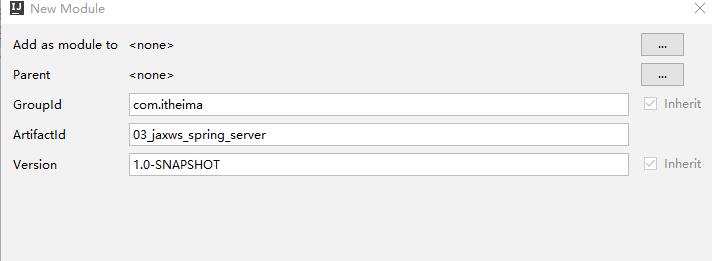 IJ New Module
Add as module to <none> ...
Parent <none> ...
GroupId com.itheima Inherit
ArtifactId 03_jaxws_spring_server
Version 1.0-SNAPSHOT Inherit